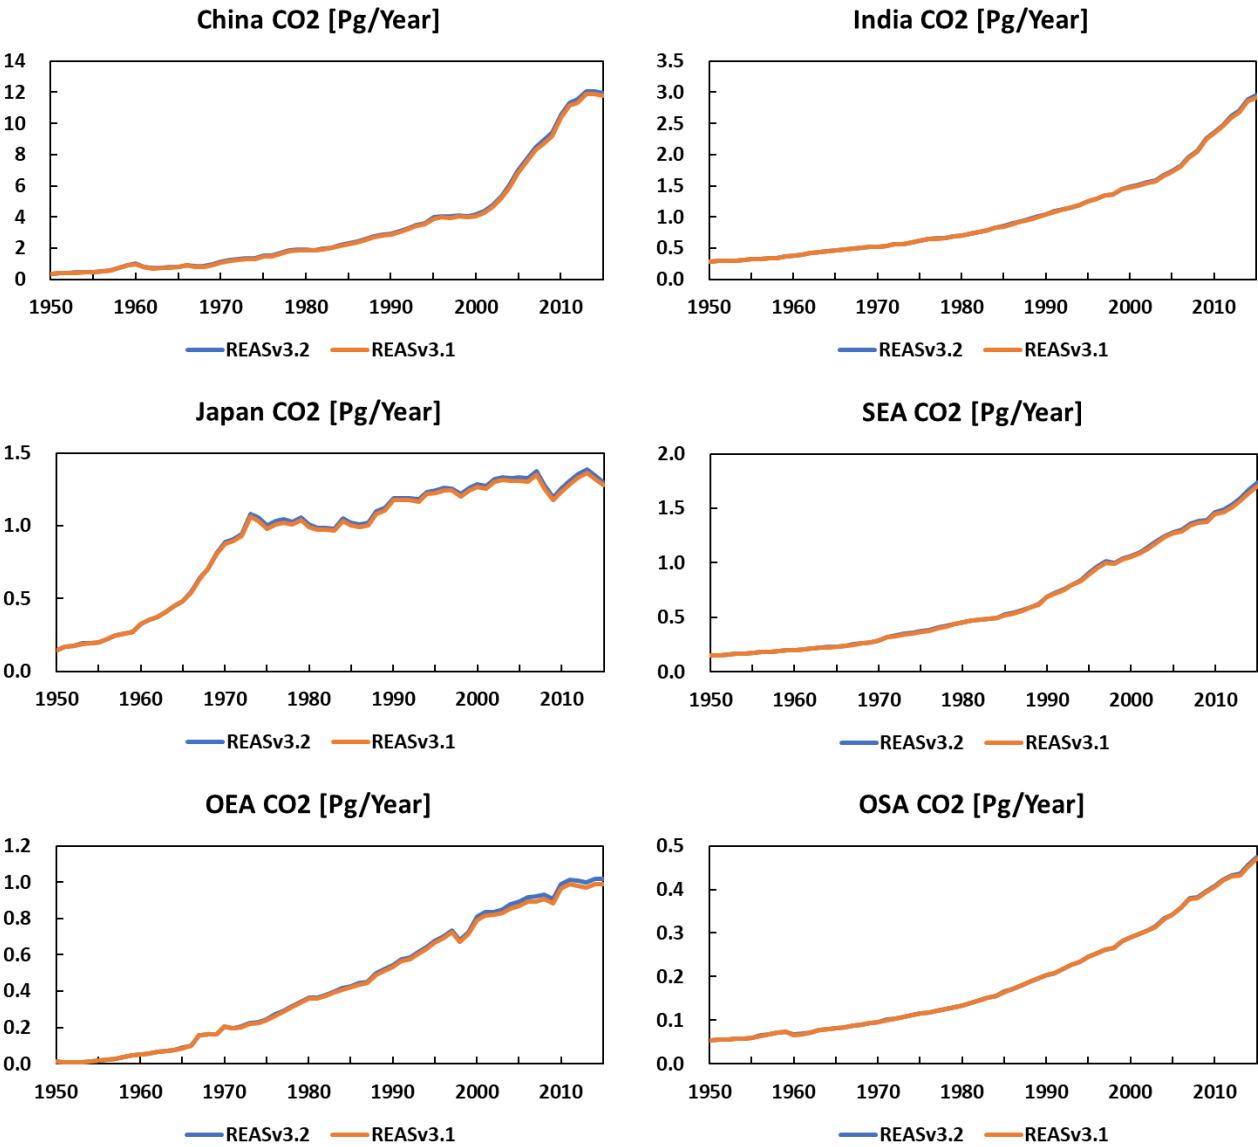 China CO2 [Pg/Year]
14
12
10
8
6
4
2
0
1950 1960 1970 1980 1990 2000 2010
REASv3.2 REASv3.1
India CO2 [Pg/Year]
3.5
3.0
2.5
2.0
1.5
1.0
0.5
0.0
1950 1960 1970 1980 1990 2000 2010
REASv3.2 REASv3.1
Japan CO2 [Pg/Year]
1.5
1.0
0.5
0.0
1950 1960 1970 1980 1990 2000 2010
REASv3.2 REASv3.1
SEA CO2 [Pg/Year]
2.0
1.5
1.0
0.5
0.0
1950 1960 1970 1980 1990 2000 2010
REASv3.2 REASv3.1
OEA CO2 [Pg/Year]
1.2
1.0
0.8
0.6
0.4
0.2
0.0
1950 1960 1970 1980 1990 2000 2010
REASv3.2 REASv3.1
OSA CO2 [Pg/Year]
0.5
0.4
0.3
0.2
0.1
0.0
1950 1960 1970 1980 1990 2000 2010
REASv3.2 REASv3.1